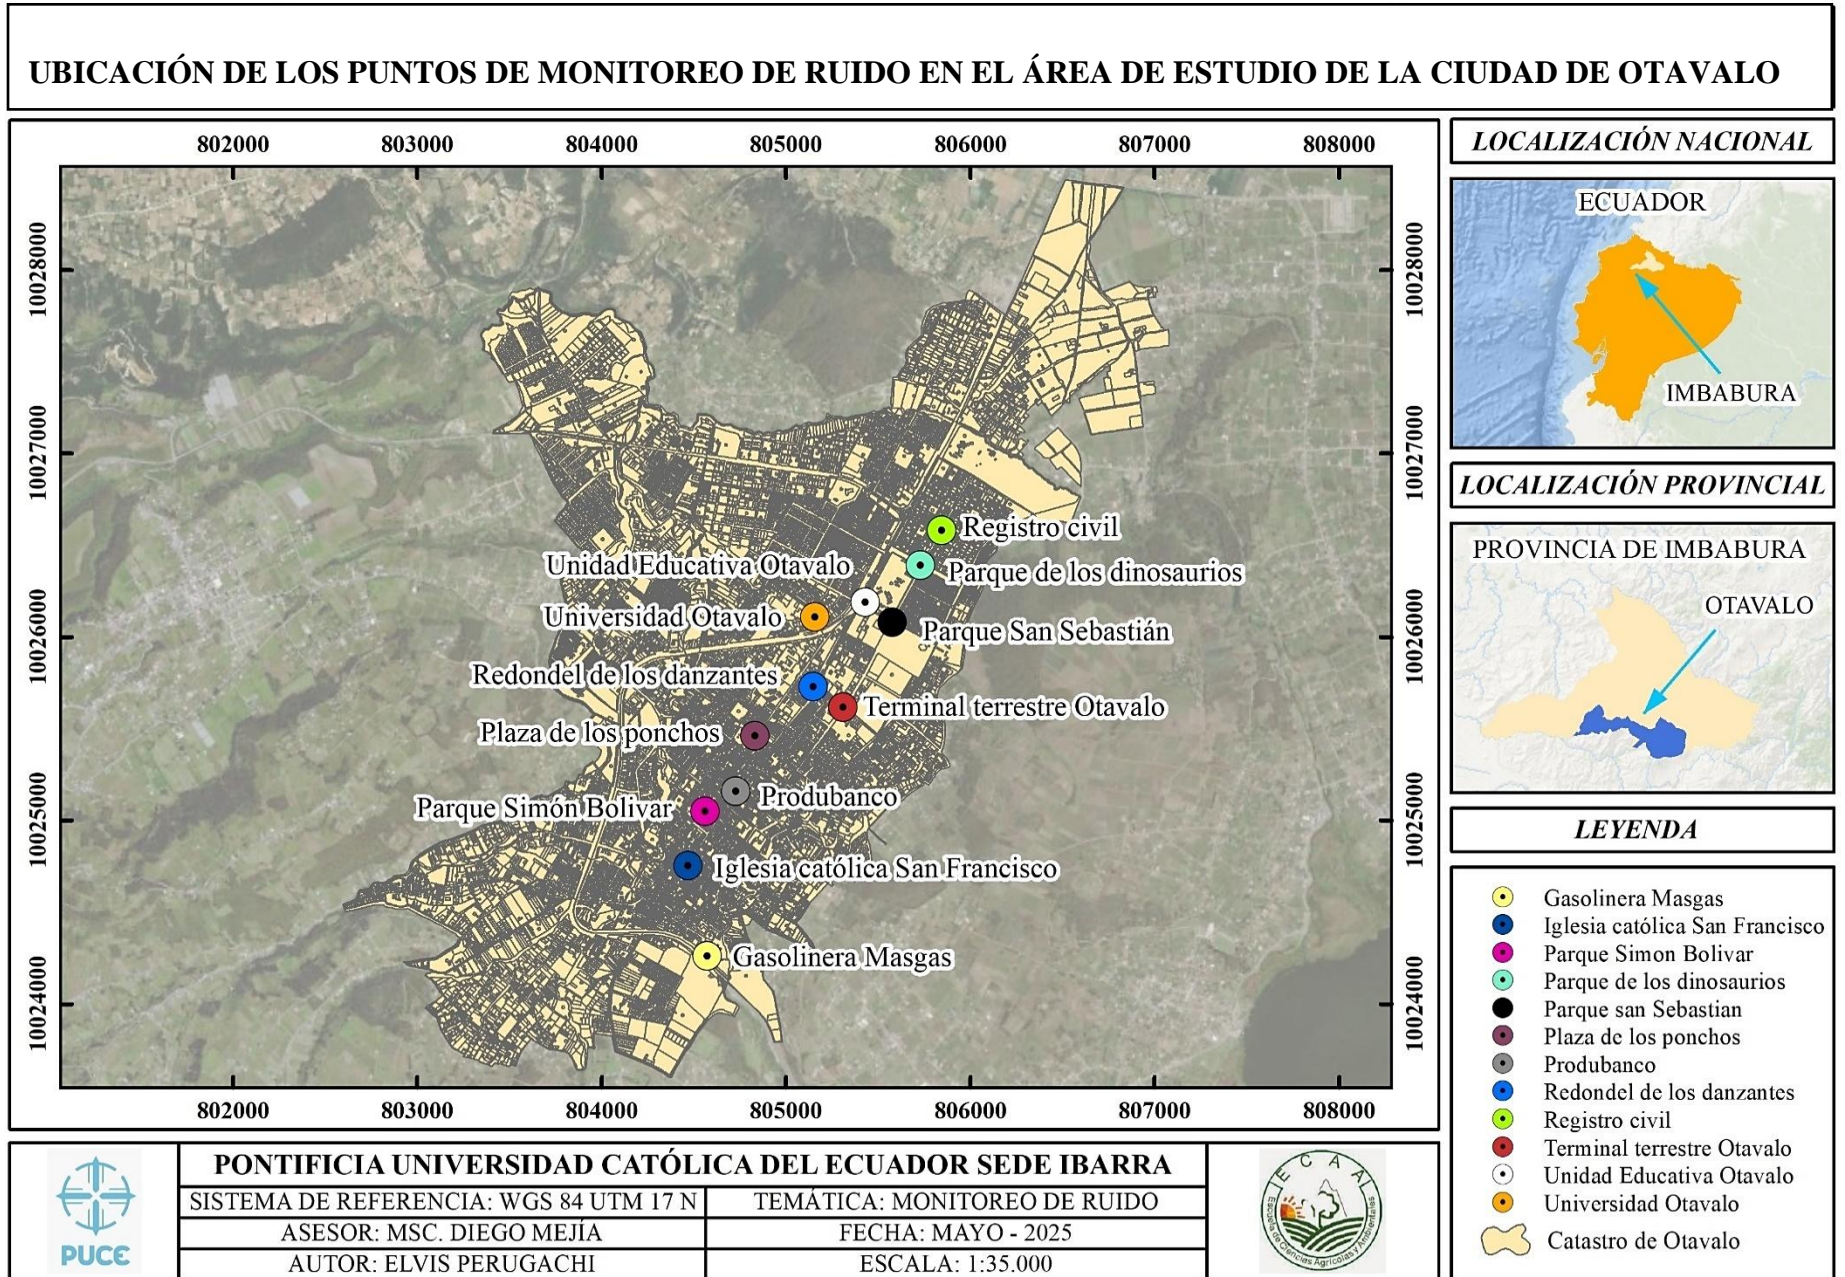 UBICACIÓN DE LOS PUNTOS DE MONITOREO DE RUIDO EN EL ÁREA DE ESTUDIO DE LA CIUDAD DE OTAVALO
802000 803000 804000 805000 806000 807000 808000
10028000
10027000
10026000
10025000
10024000
Registro civil
Unidad Educativa Otavalo
Parque de los dinosaurios
Universidad Otavalo
Parque San Sebastián
Redondel de los danzantes
Terminal terrestre Otavalo
Plaza de los ponchos
Produbanco
Parque Simón Bolivar
Iglesia católica San Francisco
Gasolinera Masgas
10028000
10027000
10026000
10025000
10024000
802000 803000 804000 805000 806000 807000 808000
LOCALIZACIÓN NACIONAL
ECUADOR
IMBABURA
LOCALIZACIÓN PROVINCIAL
PROVINCIA DE IMBABURA
OTAVALO
LEYENDA
Gasolinera Masgas
Iglesia católica San Francisco
Parque Simon Bolivar
Parque de los dinosaurios
Parque san Sebastian
Plaza de los ponchos
Produbanco
Redondel de los danzantes
Registro civil
Terminal terrestre Otavalo
Unidad Educativa Otavalo
Universidad Otavalo
Catastro de Otavalo
PUCE
PONTIFICIA UNIVERSIDAD CATÓLICA DEL ECUADOR SEDE IBARRA
SISTEMA DE REFERENCIA: WGS 84 UTM 17 N
TEMÁTICA: MONITOREO DE RUIDO
ASESOR: MSC. DIEGO MEJÍA
FECHA: MAYO - 2025
AUTOR: ELVIS PERUGACHI
ESCALA: 1:35.000
ECAA
Escuela de Ciencias Agrícolas y Ambientales